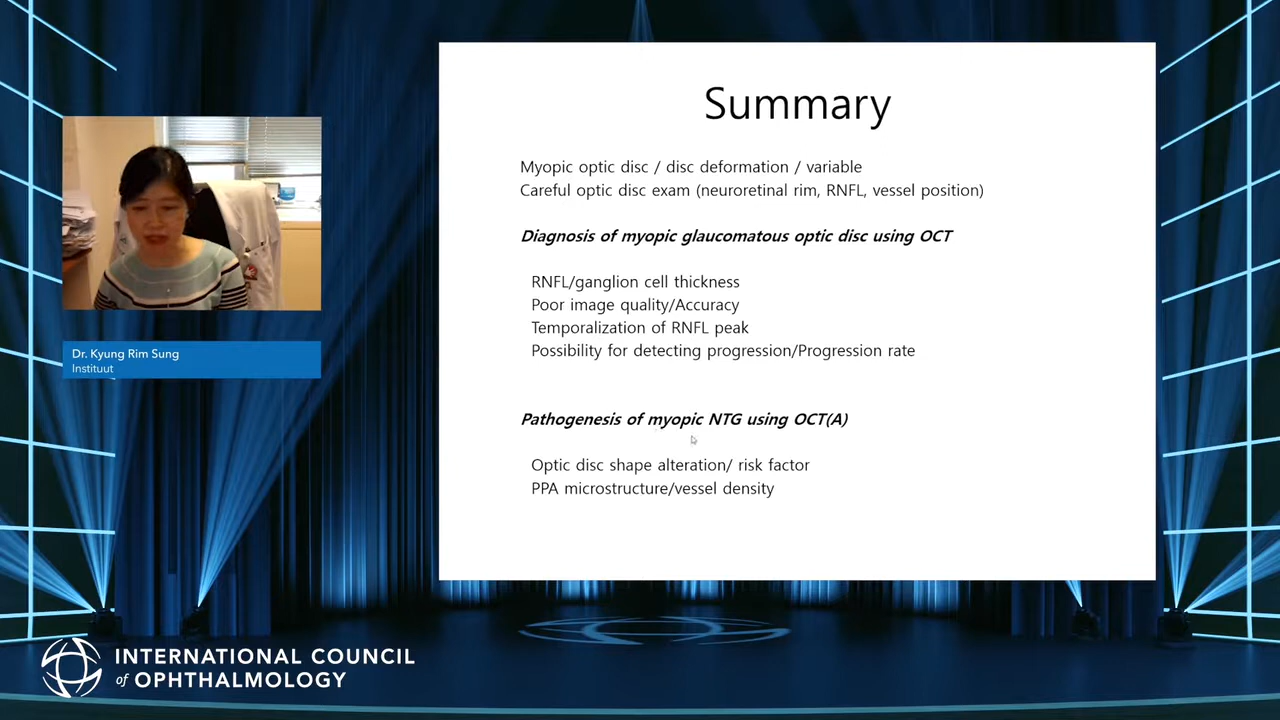 Summary
Myopic optic disc / disc deformation / variable
Careful optic disc exam (neuroretinal rim, RNFL, vessel position)
Diagnosis of myopic glaucomatous optic disc using OCT
RNFL/ganglion cell thickness
Poor image quality/Accuracy
Temporalization of RNFL peak
Possibility for detecting progression/Progression rate
Pathogenesis of myopic NTG using OCT(A)
Optic disc shape alteration/ risk factor
PPA microstructure/vessel density
Dr. Kyung Rim Sung
Instituut
INTERNATIONAL COUNCIL
of OPHTHALMOLOGY